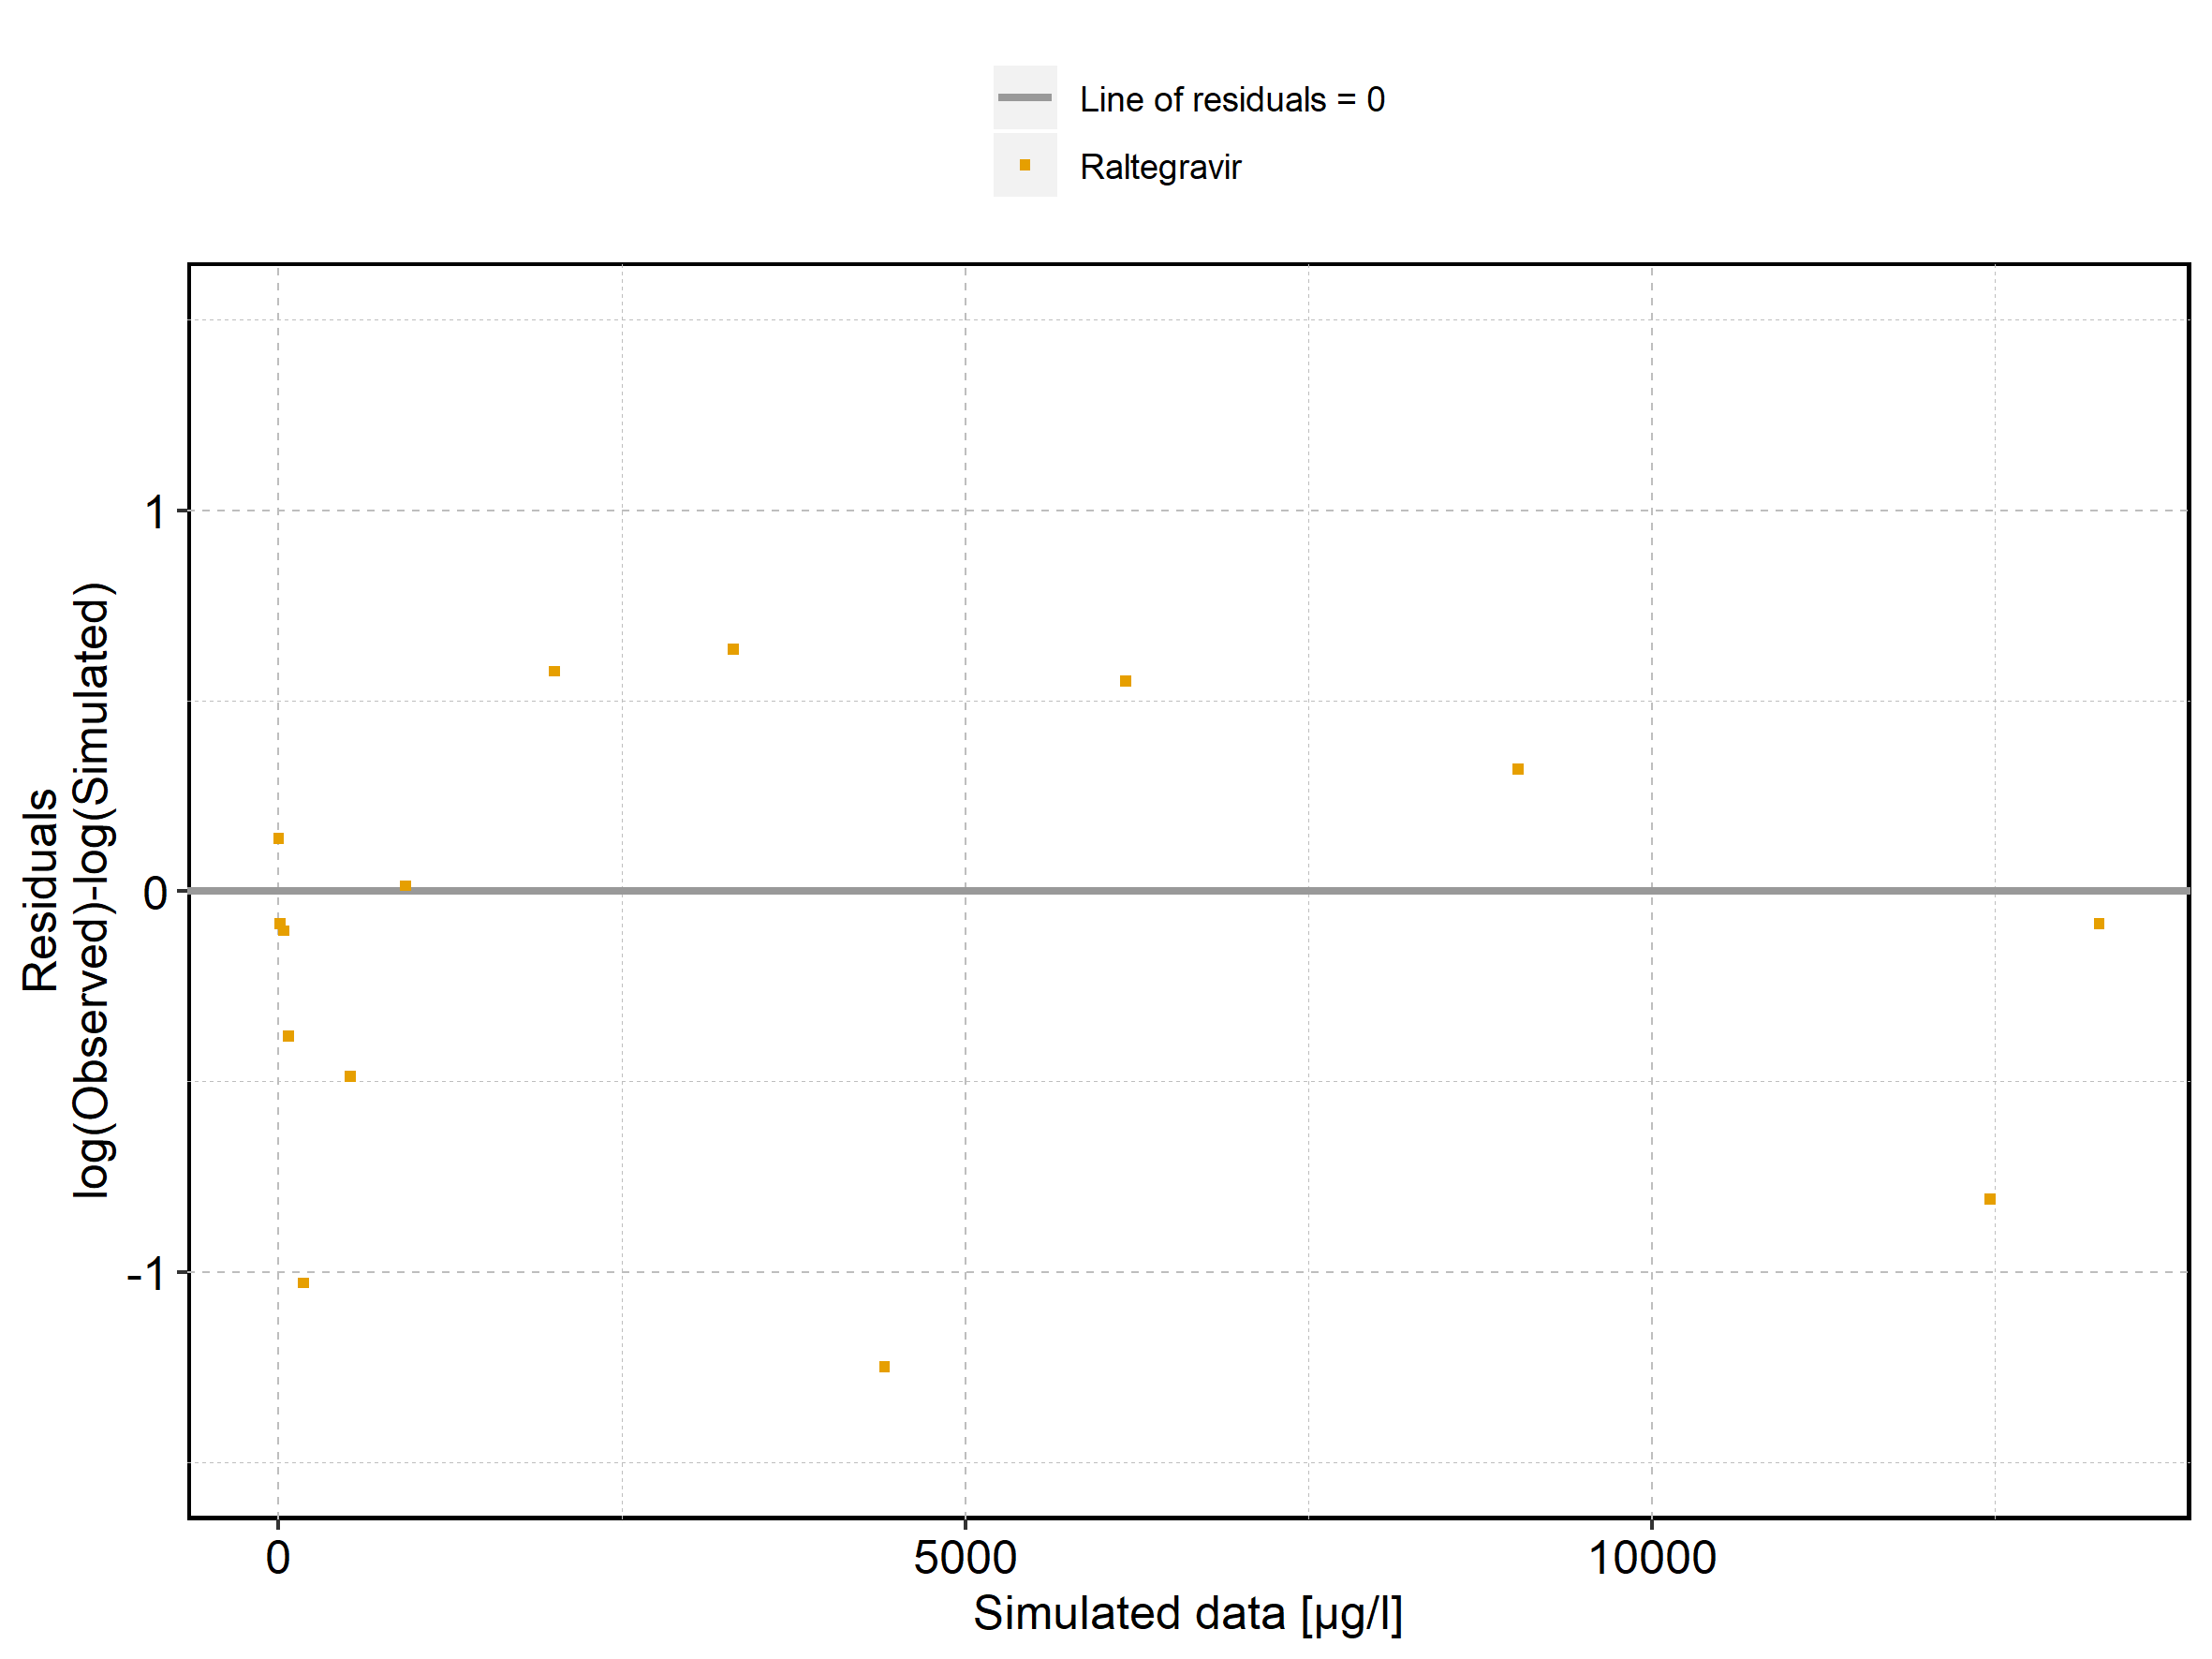 Line of residuals = 0
Raltegravir
Residuals
log(Observed)-log(Simulated)
1
0
-1
0
5000
10000
Simulated data [µg/l]